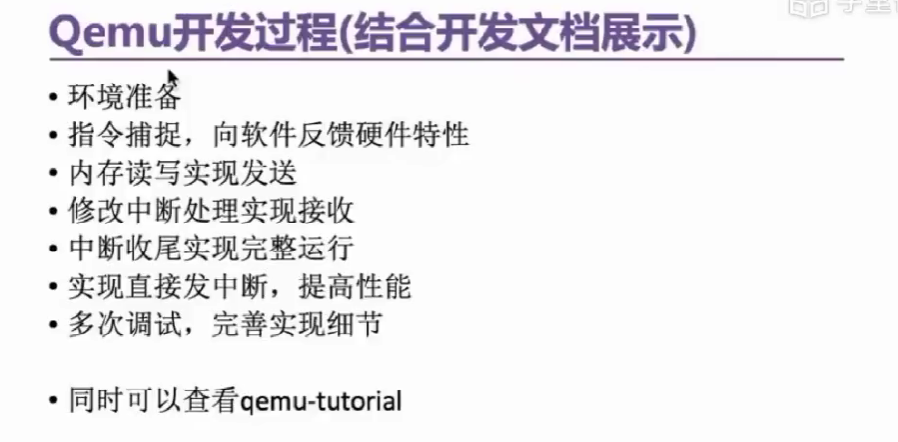 Qemu开发过程(结合开发文档展示)
• 环境准备
• 指令捕捉，向软件反馈硬件特性
• 内存读写实现发送
• 修改中断处理实现接收
• 中断收尾实现完整运行
• 实现直接发中断，提高性能
• 多次调试，完善实现细节
• 同时可以查看qemu-tutorial